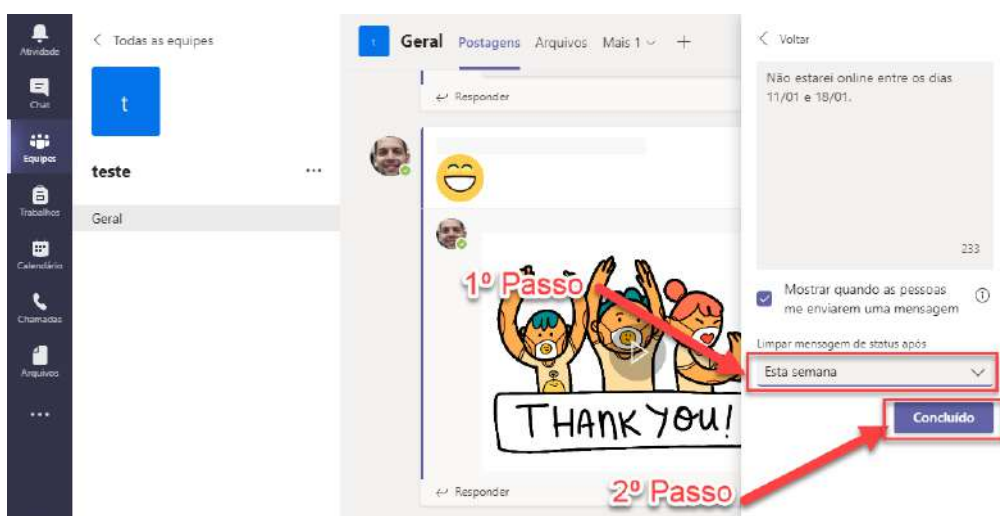 Atividade
Chat
Equipes
Trabalhos
Calendário
Chamadas
Arquivos
Todas as equipes
t
teste
Geral
t
Geral Postagens Arquivos Mais 1
Responder
THANK YOU!
Responder
1º Passo
2º Passo
Voltar
Não estarei online entre os dias
11/01 e 18/01.
233
Mostrar quando as pessoas
me enviarem uma mensagem
Limpar mensagem de status após
Esta semana
Concluído